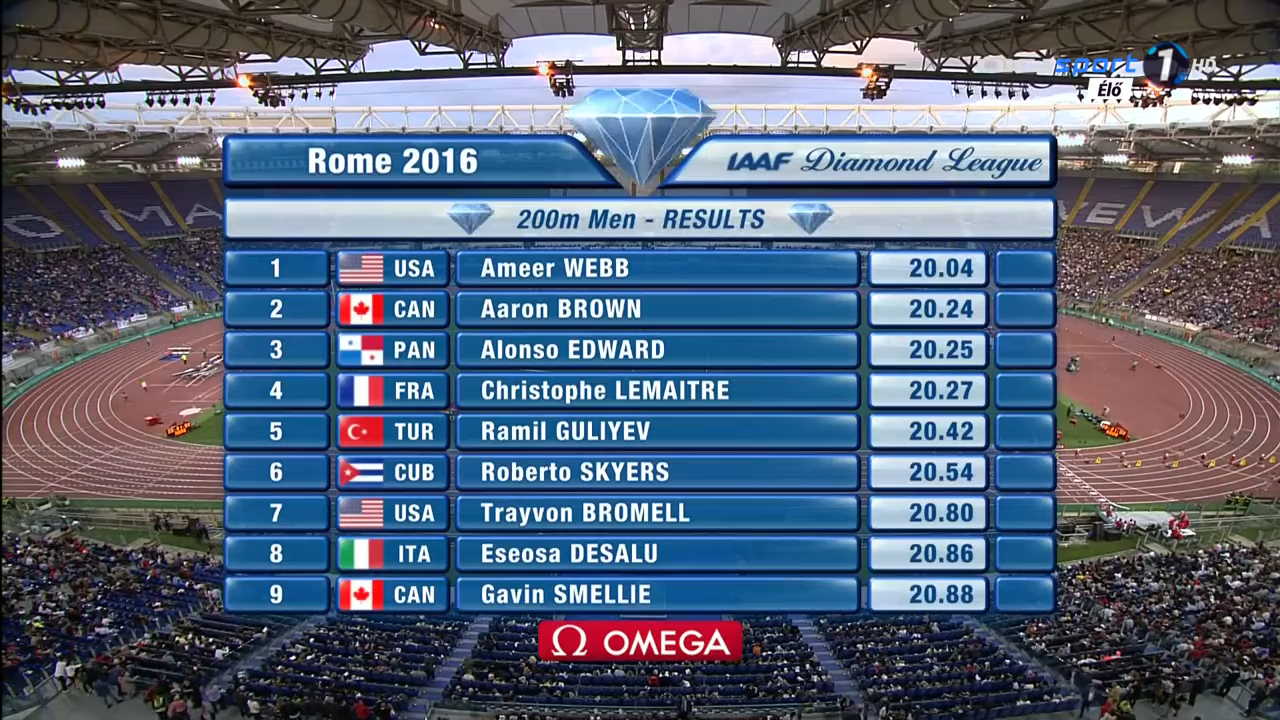 sport 1 HD
Élő
Rome 2016
IAAF Diamond League
200m Men - RESULTS
1 USA Ameer WEBB 20.04
2 CAN Aaron BROWN 20.24
3 PAN Alonso EDWARD 20.25
4 FRA Christophe LEMAITRE 20.27
5 TUR Ramil GULIYEV 20.42
6 CUB Roberto SKYERS 20.54
7 USA Trayvon BROMELL 20.80
8 ITA Eseosa DESALU 20.86
9 CAN Gavin SMELLIE 20.88
Ω OMEGA